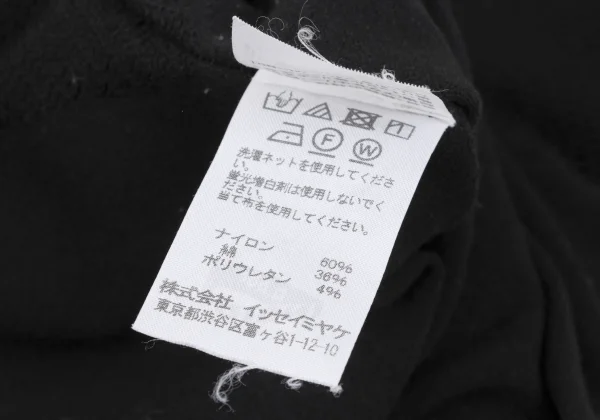 F W
洗濯ネットを使用してくださ
い。
蛍光増白剤は使用しないでく
ださい。
当て布を使用してください。
ナイロン 60%
綿 36%
ポリウレタン 4%
株式会社 イッセイミヤケ
東京都渋谷区富ヶ谷1-12-10